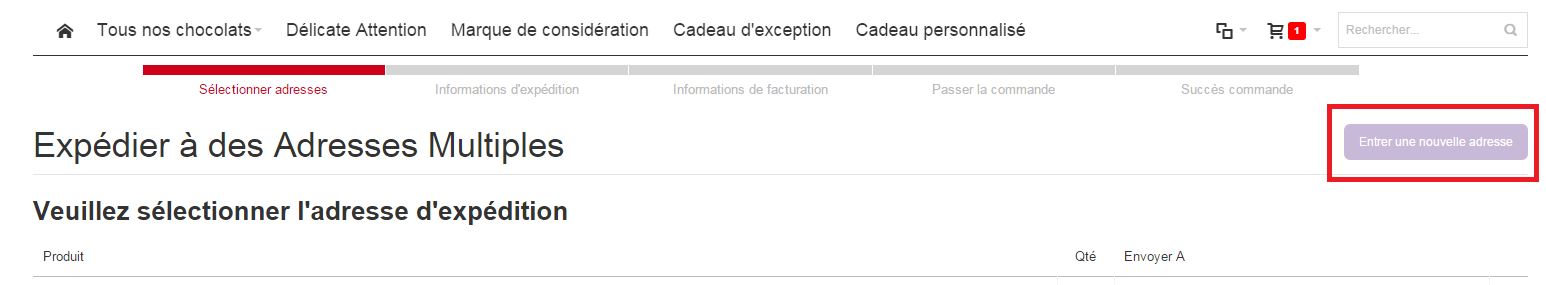 Tous nos chocolats Délicate Attention Marque de considération Cadeau d'exception Cadeau personnalisé 1 Rechercher...
Sélectionner adresses Informations d'expédition Informations de facturation Passer la commande Succès commande
Expédier à des Adresses Multiples Entrer une nouvelle adresse
Veuillez sélectionner l'adresse d'expédition
Produit Qté Envoyer A